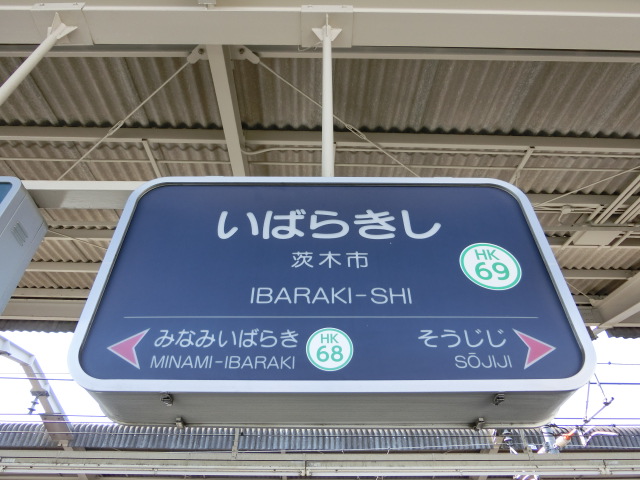 いばらきし
茨木市
IBARAKI-SHI
HK
69
みなみいばらき
MINAMI-IBARAKI
HK
68
そうじじ
SŌJIJI